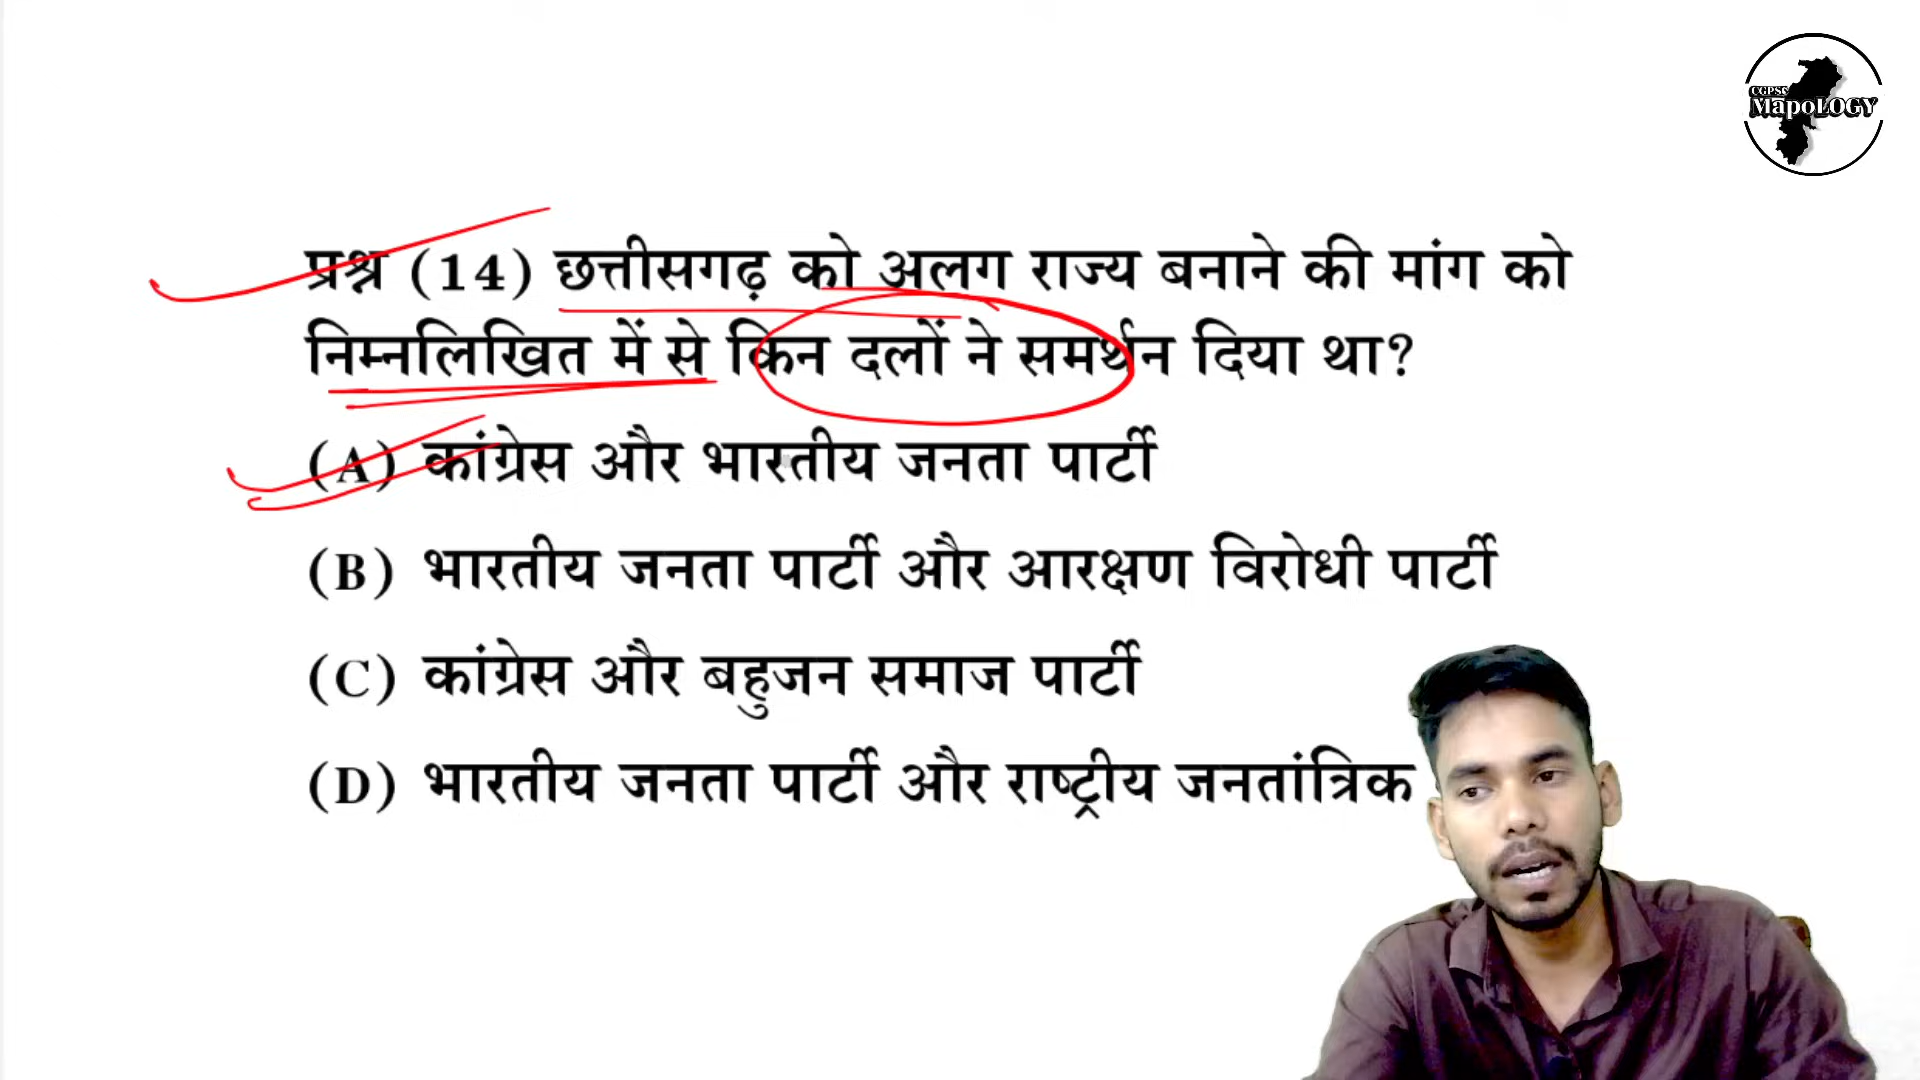 CGPSC
MapoLOGY
प्रश्न (14) छत्तीसगढ़ को अलग राज्य बनाने की मांग को
निम्नलिखित में से किन दलों ने समर्थन दिया था?
(A) कांग्रेस और भारतीय जनता पार्टी
(B) भारतीय जनता पार्टी और आरक्षण विरोधी पार्टी
(C) कांग्रेस और बहुजन समाज पार्टी
(D) भारतीय जनता पार्टी और राष्ट्रीय जनतांत्रिक